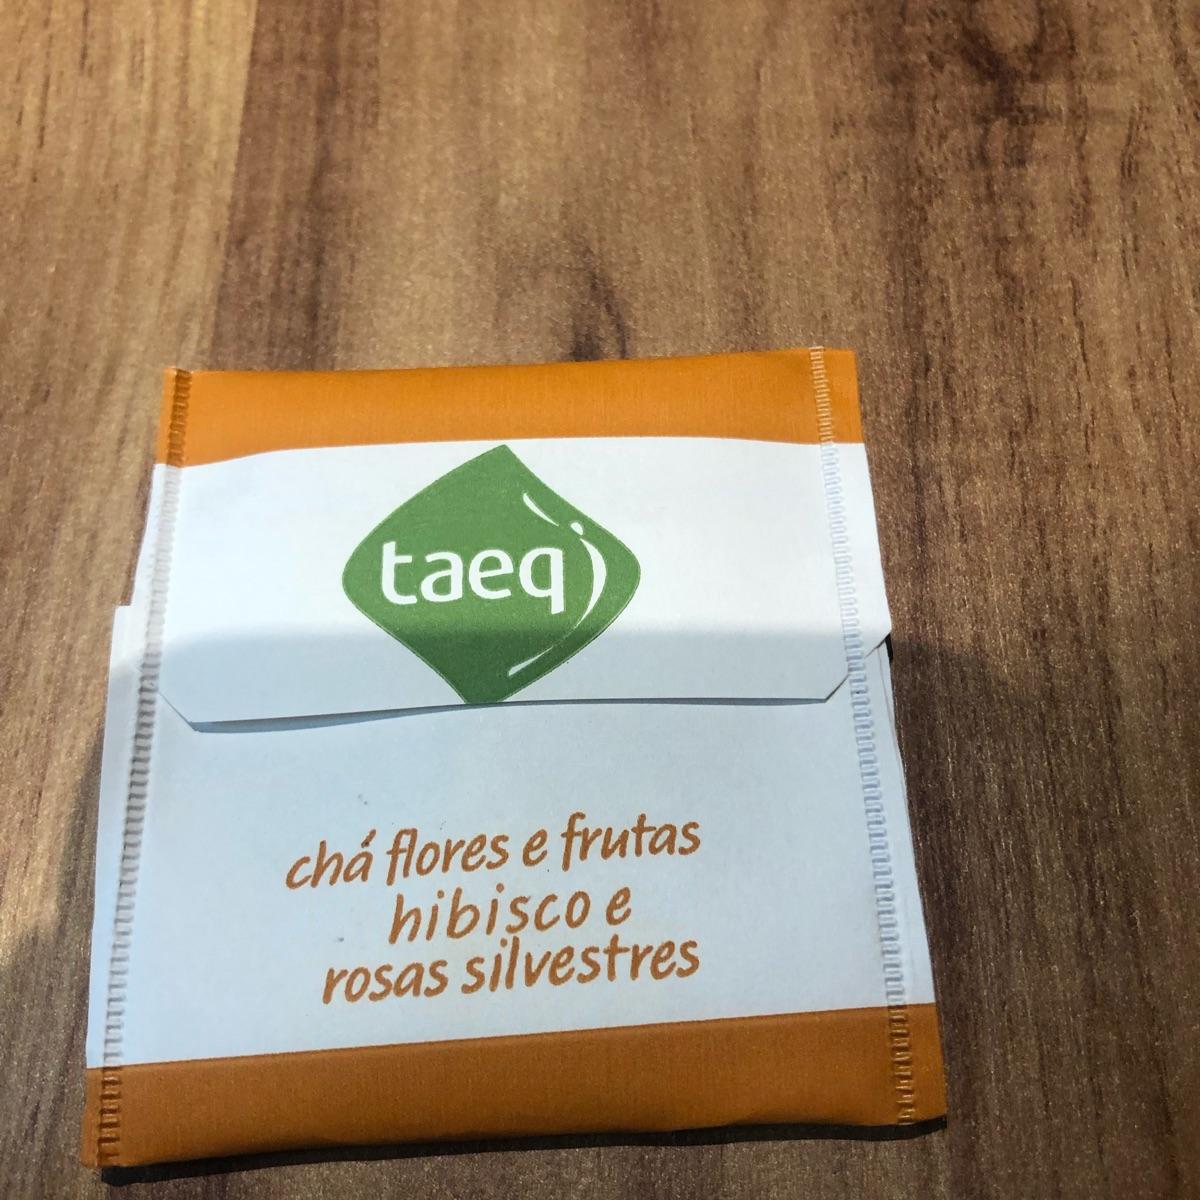 taeq
chá flores e frutas
hibisco e
rosas silvestres